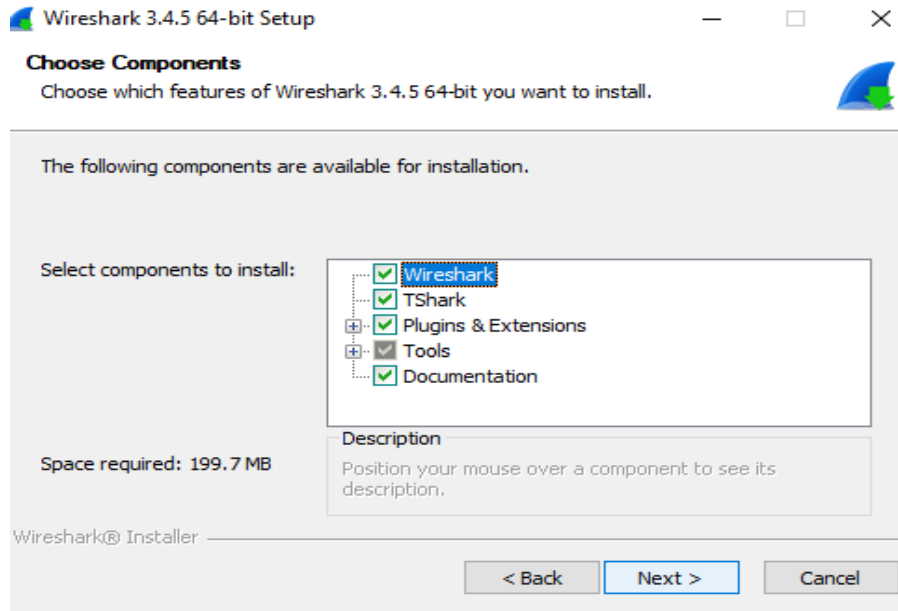 Wireshark 3.4.5 64-bit Setup
Choose Components
Choose which features of Wireshark 3.4.5 64-bit you want to install.
The following components are available for installation.
Select components to install:
Wireshark
TShark
Plugins & Extensions
Tools
Documentation
Space required: 199.7 MB
Description
Position your mouse over a component to see its
description.
Wireshark® Installer
< Back
Next >
Cancel